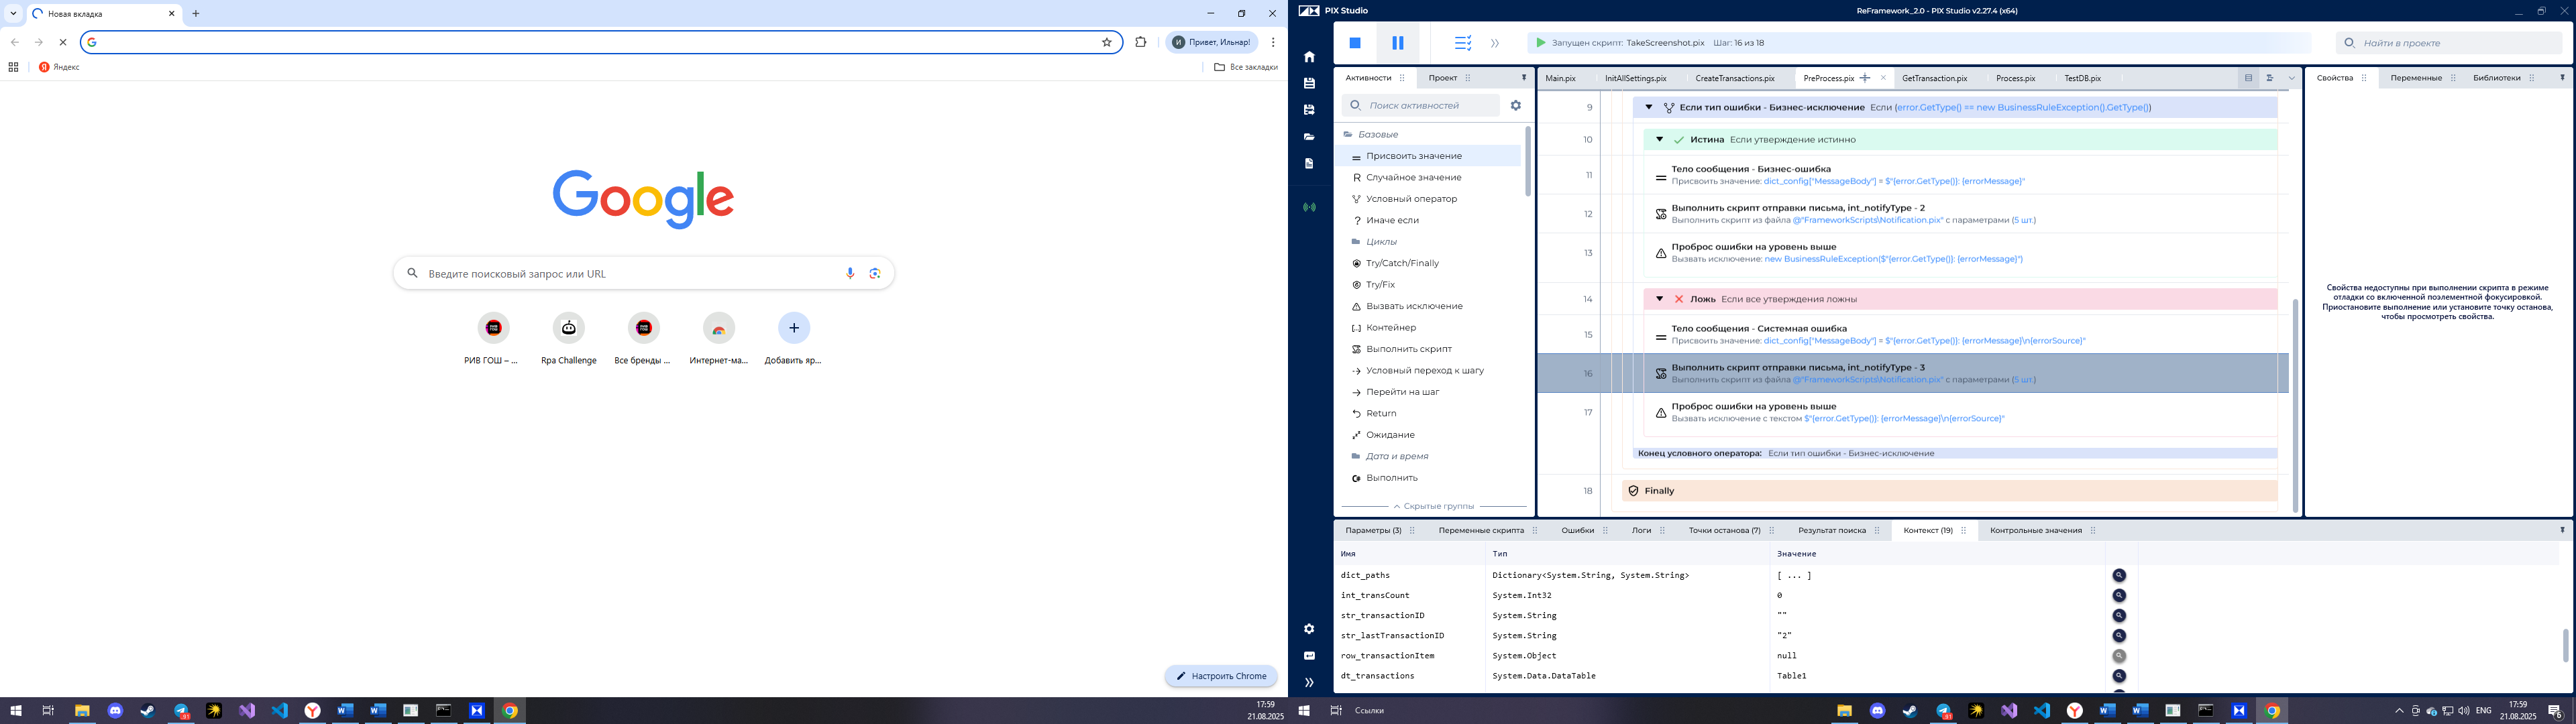 Новая вкладка
Привет, Ильнар!
Яндекс
Все закладки
Google
Введите поисковый запрос или URL
РИВ ГОШ – ...
Rpa Challenge
Все бренды ...
Интернет-ма...
Добавить яр...
Настроить Chrome
17:59
21.08.2025
PIX Studio
ReFramework_2.0 - PIX Studio v2.27.4 (x64)
Запущен скрипт: TakeScreenshot.pix Шаг: 16 из 18
Найти в проекте
Активности
Проект
Поиск активностей
Базовые
Присвоить значение
Случайное значение
Условный оператор
Иначе если
Циклы
Try/Catch/Finally
Try/Fix
Вызвать исключение
Контейнер
Выполнить скрипт
Условный переход к шагу
Перейти на шаг
Return
Ожидание
Дата и время
Выполнить
Скрытые группы
Main.pix
InitAllSettings.pix
CreateTransactions.pix
PreProcess.pix
GetTransaction.pix
Process.pix
TestDB.pix
9 Если тип ошибки - Бизнес-исключение Если (error.GetType() == new BusinessRuleException().GetType())
10 Истина Если утверждение истинно
11 Тело сообщения - Бизнес-ошибка
Присвоить значение: dict_config["MessageBody"] = $"{error.GetType()}: {errorMessage}"
12 Выполнить скрипт отправки письма, int_notifyType - 2
Выполнить скрипт из файла @"FrameworkScripts\Notification.pix" с параметрами (5 шт.)
13 Проброс ошибки на уровень выше
Вызвать исключение: new BusinessRuleException($"{error.GetType()}: {errorMessage}")
14 Ложь Если все утверждения ложны
15 Тело сообщения - Системная ошибка
Присвоить значение: dict_config["MessageBody"] = $"{error.GetType()}: {errorMessage}\n{errorSource}"
16 Выполнить скрипт отправки письма, int_notifyType - 3
Выполнить скрипт из файла @"FrameworkScripts\Notification.pix" с параметрами (5 шт.)
17 Проброс ошибки на уровень выше
Вызвать исключение с текстом $"{error.GetType()}: {errorMessage}\n{errorSource}"
Конец условного оператора: Если тип ошибки - Бизнес-исключение
18 Finally
Свойства
Переменные
Библиотеки
Свойства недоступны при выполнении скрипта в режиме
отладки со включенной поэлементной фокусировкой.
Приостановите выполнение или установите точку останова,
чтобы просмотреть свойства.
Параметры (3)
Переменные скрипта
Ошибки
Логи
Точки останова (7)
Результат поиска
Контекст (19)
Контрольные значения
Имя Тип Значение
dict_paths Dictionary<System.String, System.String> [ ... ]
int_transCount System.Int32 0
str_transactionID System.String ""
str_lastTransactionID System.String "2"
row_transactionItem System.Object null
dt_transactions System.Data.DataTable Table1
Ссылки
ENG
17:59
21.08.2025